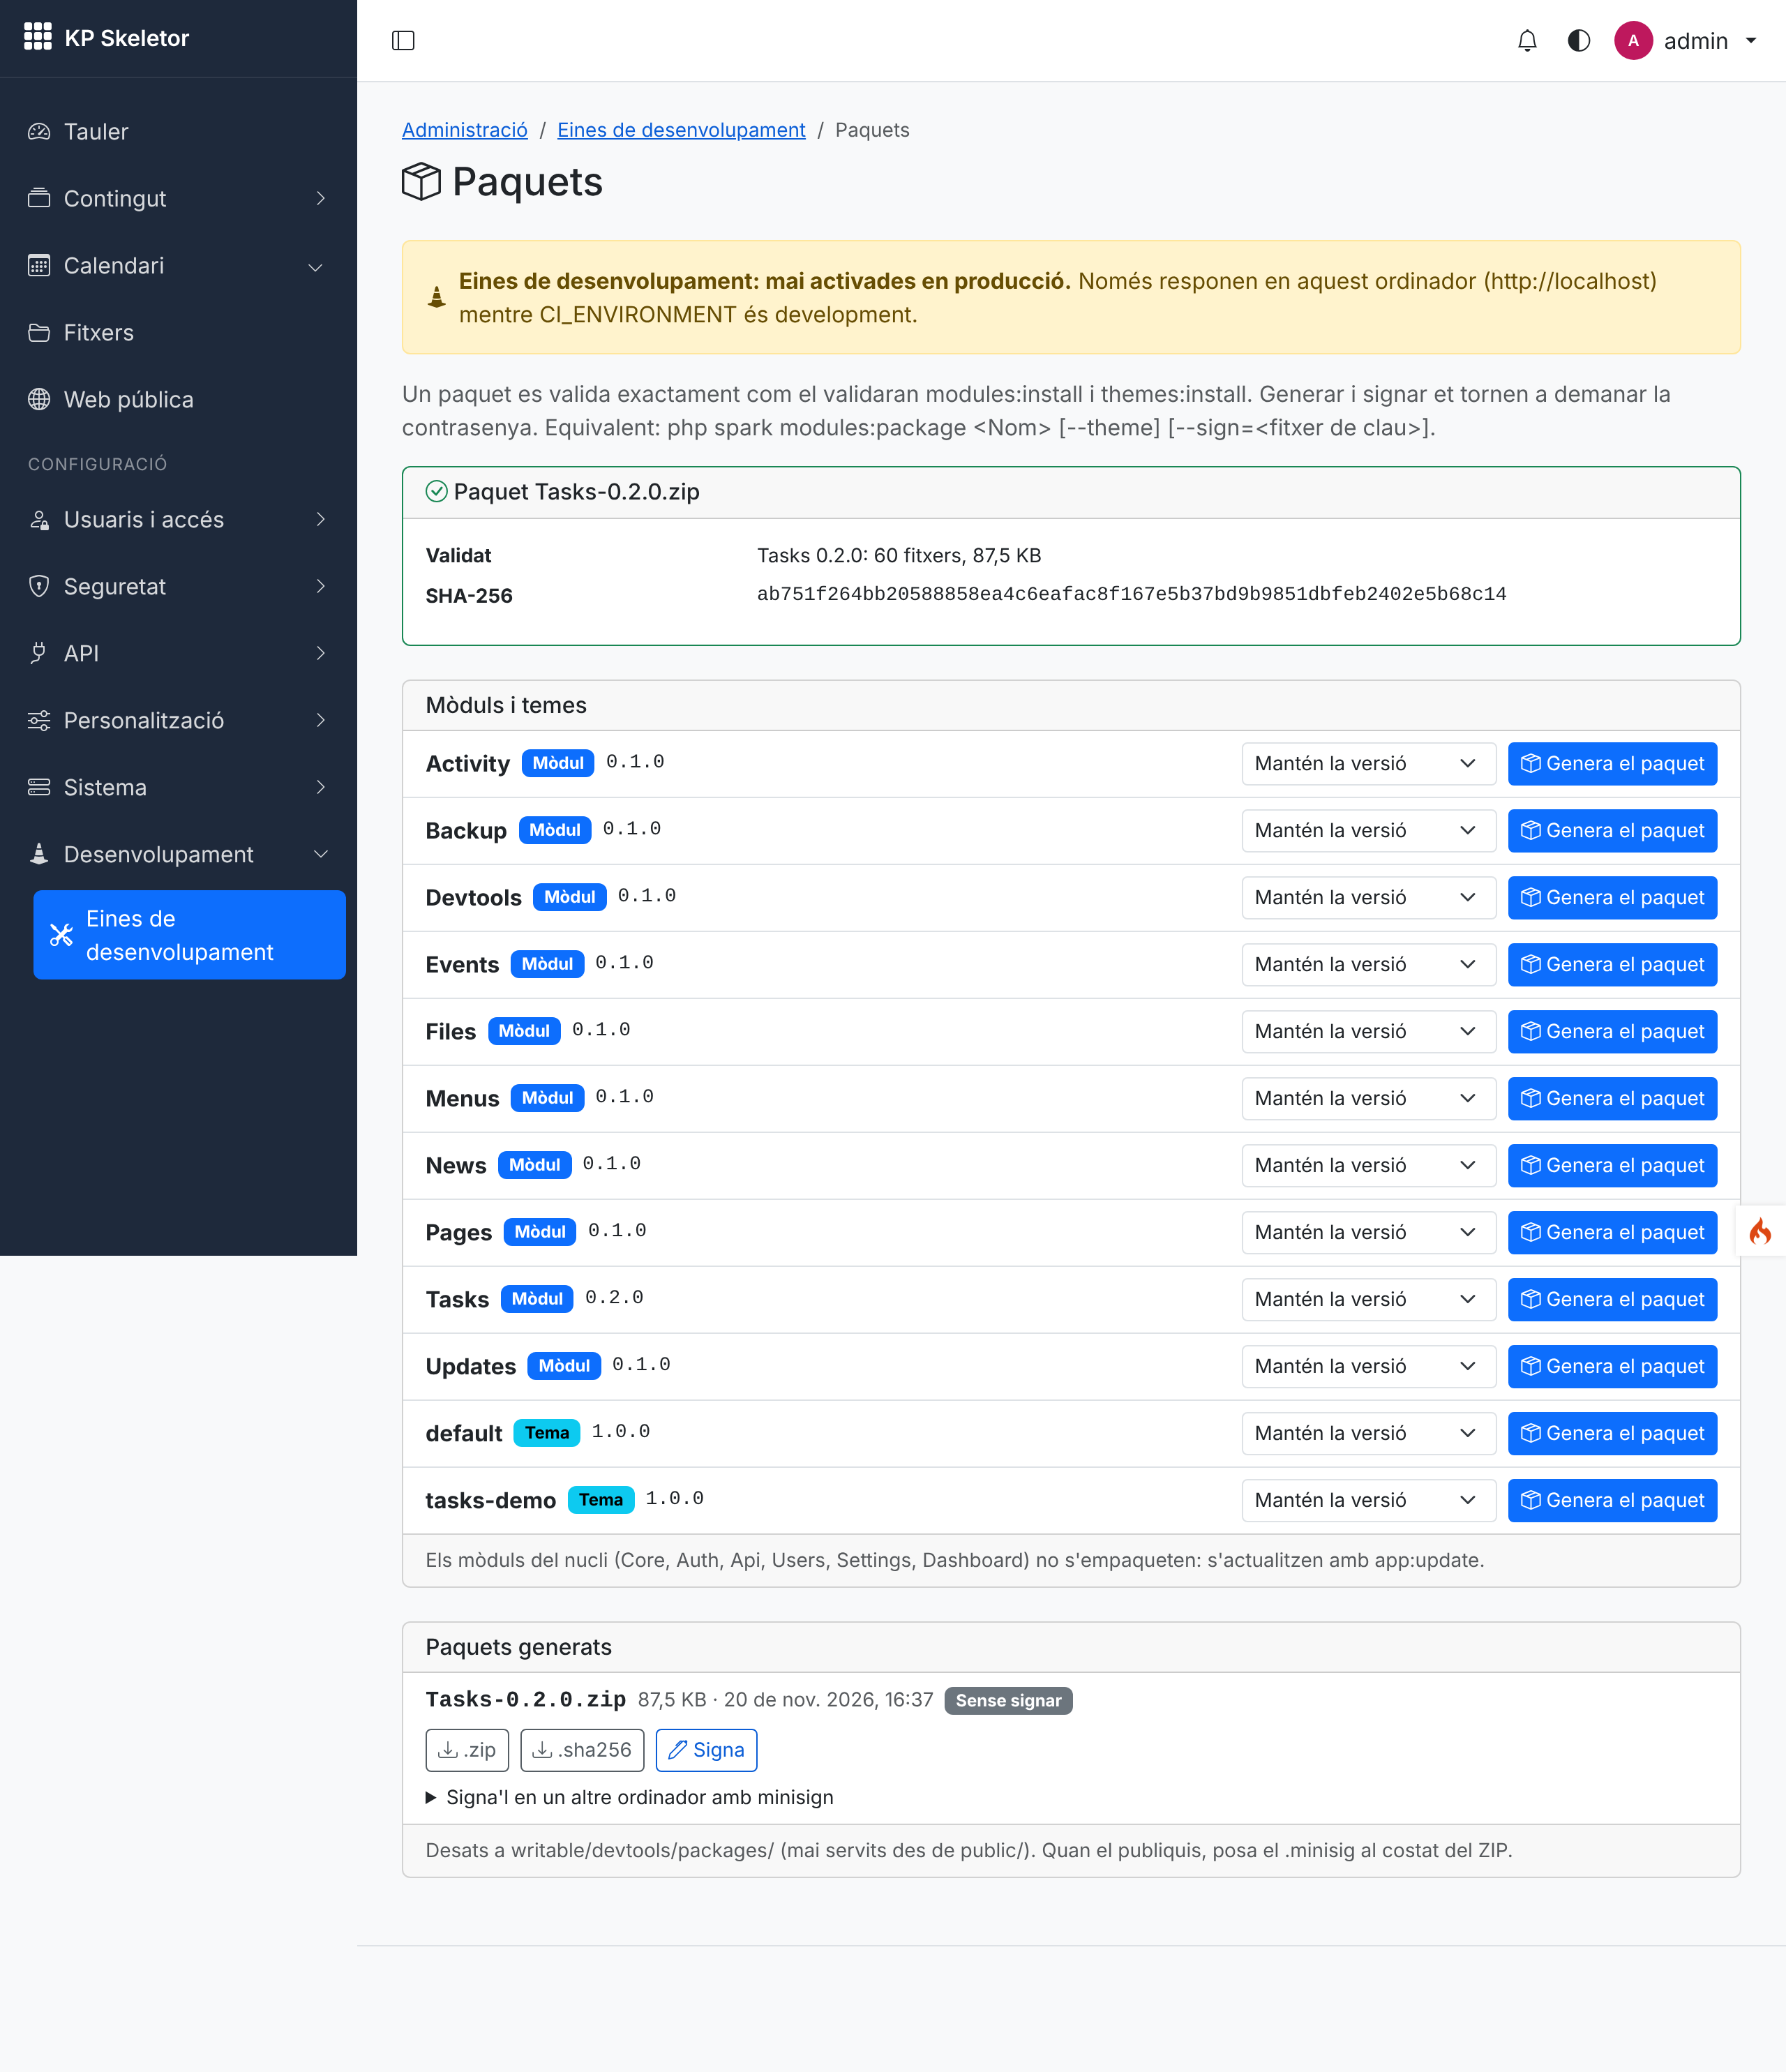 KP Skeletor
A
admin
Tauler
Contingut
Calendari
Fitxers
Web pública
CONFIGURACIÓ
Usuaris i accés
Seguretat
API
Personalització
Sistema
Desenvolupament
Eines de
desenvolupament
Administració / Eines de desenvolupament / Paquets
Paquets
Eines de desenvolupament: mai activades en producció. Només responen en aquest ordinador (http://localhost)
mentre CI_ENVIRONMENT és development.
Un paquet es valida exactament com el validaran modules:install i themes:install. Generar i signar et tornen a demanar la
contrasenya. Equivalent: php spark modules:package <Nom> [--theme] [--sign=<fitxer de clau>].
Paquet Tasks-0.2.0.zip
Validat Tasks 0.2.0: 60 fitxers, 87,5 KB
SHA-256 ab751f264bb20588858ea4c6eafac8f167e5b37bd9b9851dbfeb2402e5b68c14
Mòduls i temes
Activity Mòdul 0.1.0 Mantén la versió Genera el paquet
Backup Mòdul 0.1.0 Mantén la versió Genera el paquet
Devtools Mòdul 0.1.0 Mantén la versió Genera el paquet
Events Mòdul 0.1.0 Mantén la versió Genera el paquet
Files Mòdul 0.1.0 Mantén la versió Genera el paquet
Menus Mòdul 0.1.0 Mantén la versió Genera el paquet
News Mòdul 0.1.0 Mantén la versió Genera el paquet
Pages Mòdul 0.1.0 Mantén la versió Genera el paquet
Tasks Mòdul 0.2.0 Mantén la versió Genera el paquet
Updates Mòdul 0.1.0 Mantén la versió Genera el paquet
default Tema 1.0.0 Mantén la versió Genera el paquet
tasks-demo Tema 1.0.0 Mantén la versió Genera el paquet
Els mòduls del nucli (Core, Auth, Api, Users, Settings, Dashboard) no s'empaqueten: s'actualitzen amb app:update.
Paquets generats
Tasks-0.2.0.zip 87,5 KB · 20 de nov. 2026, 16:37 Sense signar
.zip .sha256 Signa
Signa'l en un altre ordinador amb minisign
Desats a writable/devtools/packages/ (mai servits des de public/). Quan el publiquis, posa el .minisig al costat del ZIP.